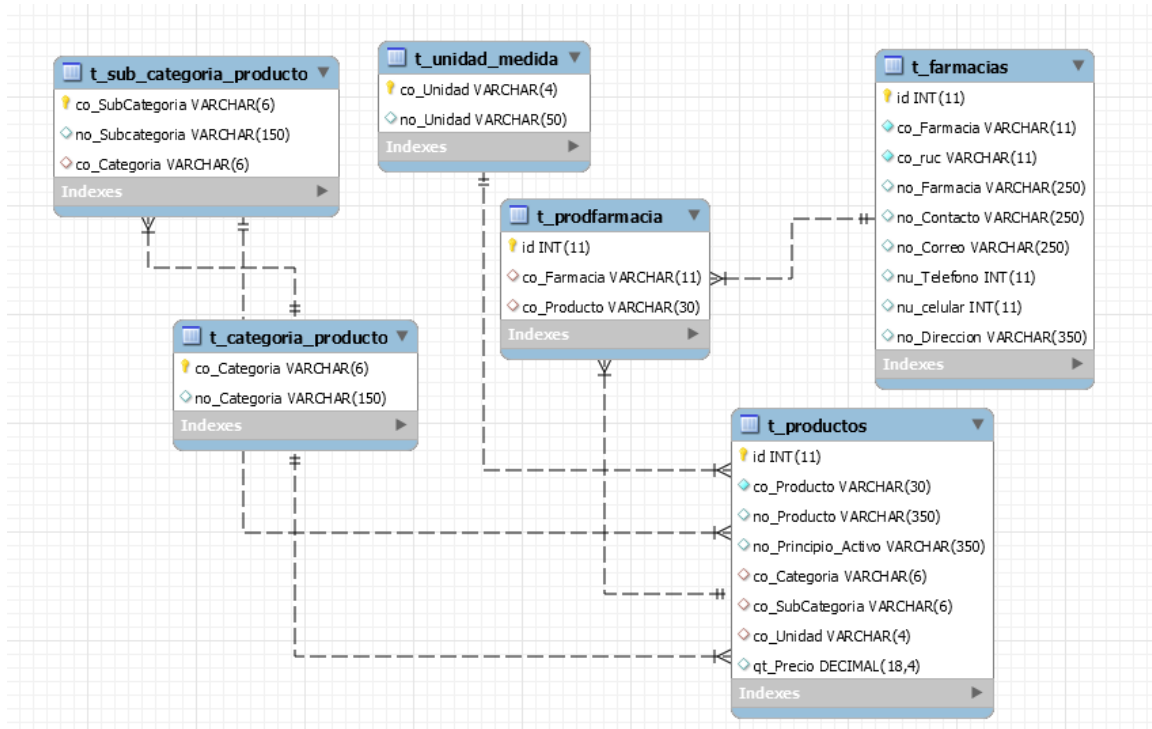 t_sub_categoria_producto
co_SubCategoria VARCHAR(6)
no_Subcategoria VARCHAR(150)
co_Categoria VARCHAR(6)
Indexes
t_unidad_medida
co_Unidad VARCHAR(4)
no_Unidad VARCHAR(50)
Indexes
t_farmacias
id INT(11)
co_Farmacia VARCHAR(11)
co_ruc VARCHAR(11)
no_Farmacia VARCHAR(250)
no_Contacto VARCHAR(250)
no_Correo VARCHAR(250)
nu_Telefono INT(11)
nu_celular INT(11)
no_Direccion VARCHAR(350)
Indexes
t_prodfarmacia
id INT(11)
co_Farmacia VARCHAR(11)
co_Producto VARCHAR(30)
Indexes
t_categoria_producto
co_Categoria VARCHAR(6)
no_Categoria VARCHAR(150)
Indexes
t_productos
id INT(11)
co_Producto VARCHAR(30)
no_Producto VARCHAR(350)
no_Principio_Activo VARCHAR(350)
co_Categoria VARCHAR(6)
co_SubCategoria VARCHAR(6)
co_Unidad VARCHAR(4)
qt_Precio DECIMAL(18,4)
Indexes